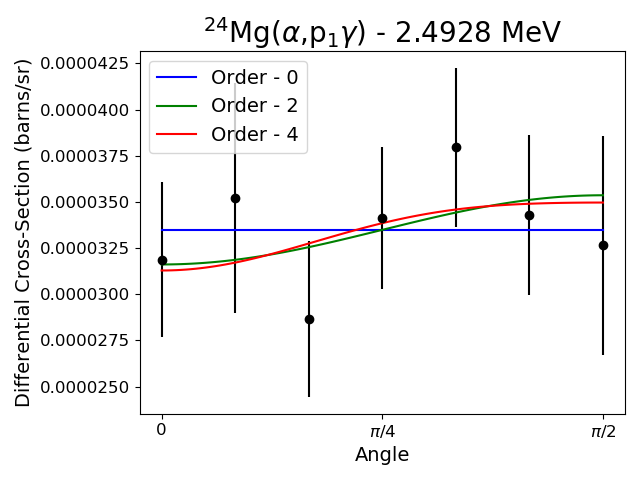 ²⁴Mg(α,p₁γ) - 2.4928 MeV
Differential Cross-Section (barns/sr)
0.0000425
0.0000400
0.0000375
0.0000350
0.0000325
0.0000300
0.0000275
0.0000250
Order - 0
Order - 2
Order - 4
0
π/4
π/2
Angle